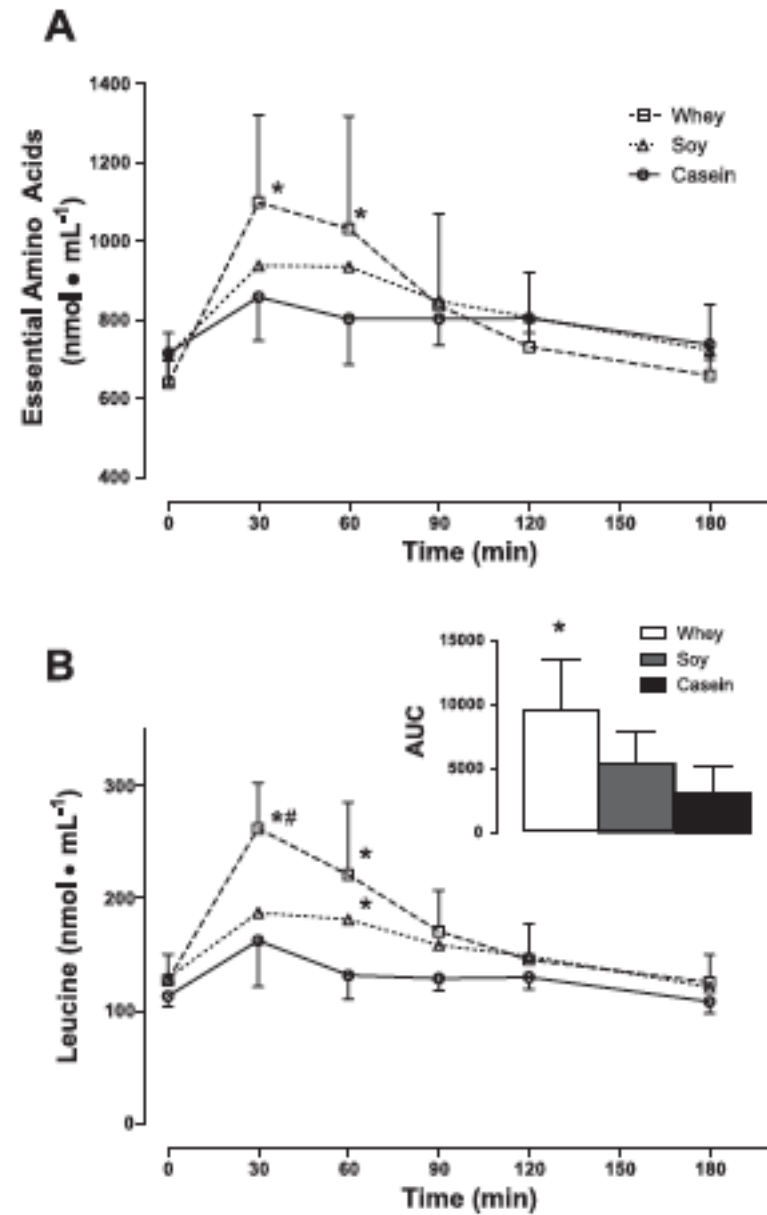 A
Essential Amino Acids
(nmol • mL⁻¹)
1400
1200
1000
800
600
400
Whey
Soy
Casein
*
*
0 30 60 90 120 150 180
Time (min)
B
Leucine (nmol • mL⁻¹)
300
200
100
0
*#
*
*
AUC
15000
10000
5000
0
*
Whey
Soy
Casein
0 30 60 90 120 150 180
Time (min)